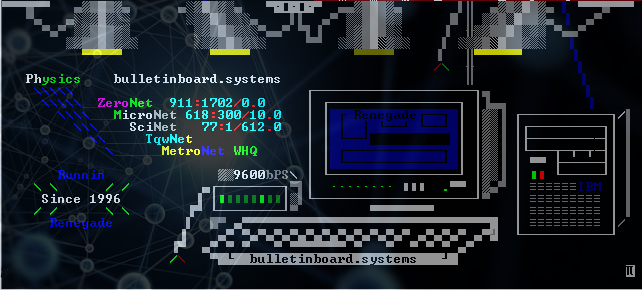 Physics bulletinboard.systems
ZeroNet 911:1702/0.0
MicroNet 618:300/10.0
SciNet 77:1/612.0
TqwNet
MetroNet WHQ
Runnin
Since 1996
Renegade
9600bPS\
Renegade
IBM
bulletinboard.systems
π